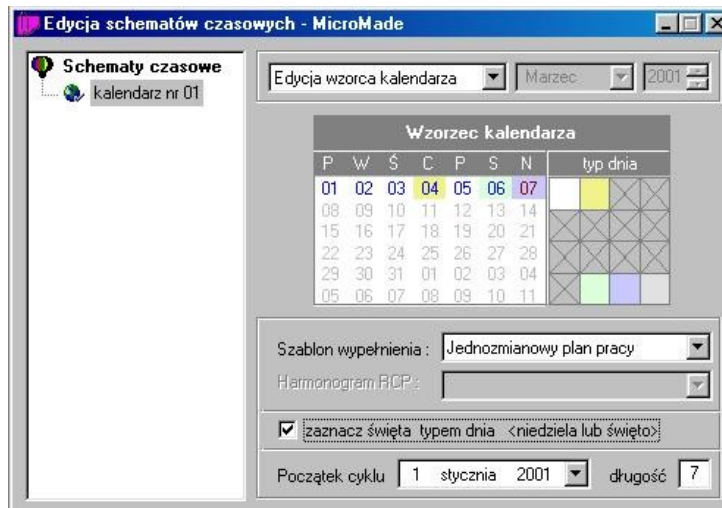 Edycja schematów czasowych - MicroMade
Schematy czasowe
kalendarz nr 01
Edycja wzorca kalendarza Marzec 2001
Wzorzec kalendarza
P W Ś C P S N typ dnia
01 02 03 04 05 06 07
08 09 10 11 12 13 14
15 16 17 18 19 20 21
22 23 24 25 26 27 28
29 30 31 01 02 03 04
05 06 07 08 09 10 11
Szablon wypełnienia : Jednozmianowy plan pracy
Harmonogram RCP :
zaznacz święta typem dnia <niedziela lub święto>
Początek cyklu 1 stycznia 2001 długość 7